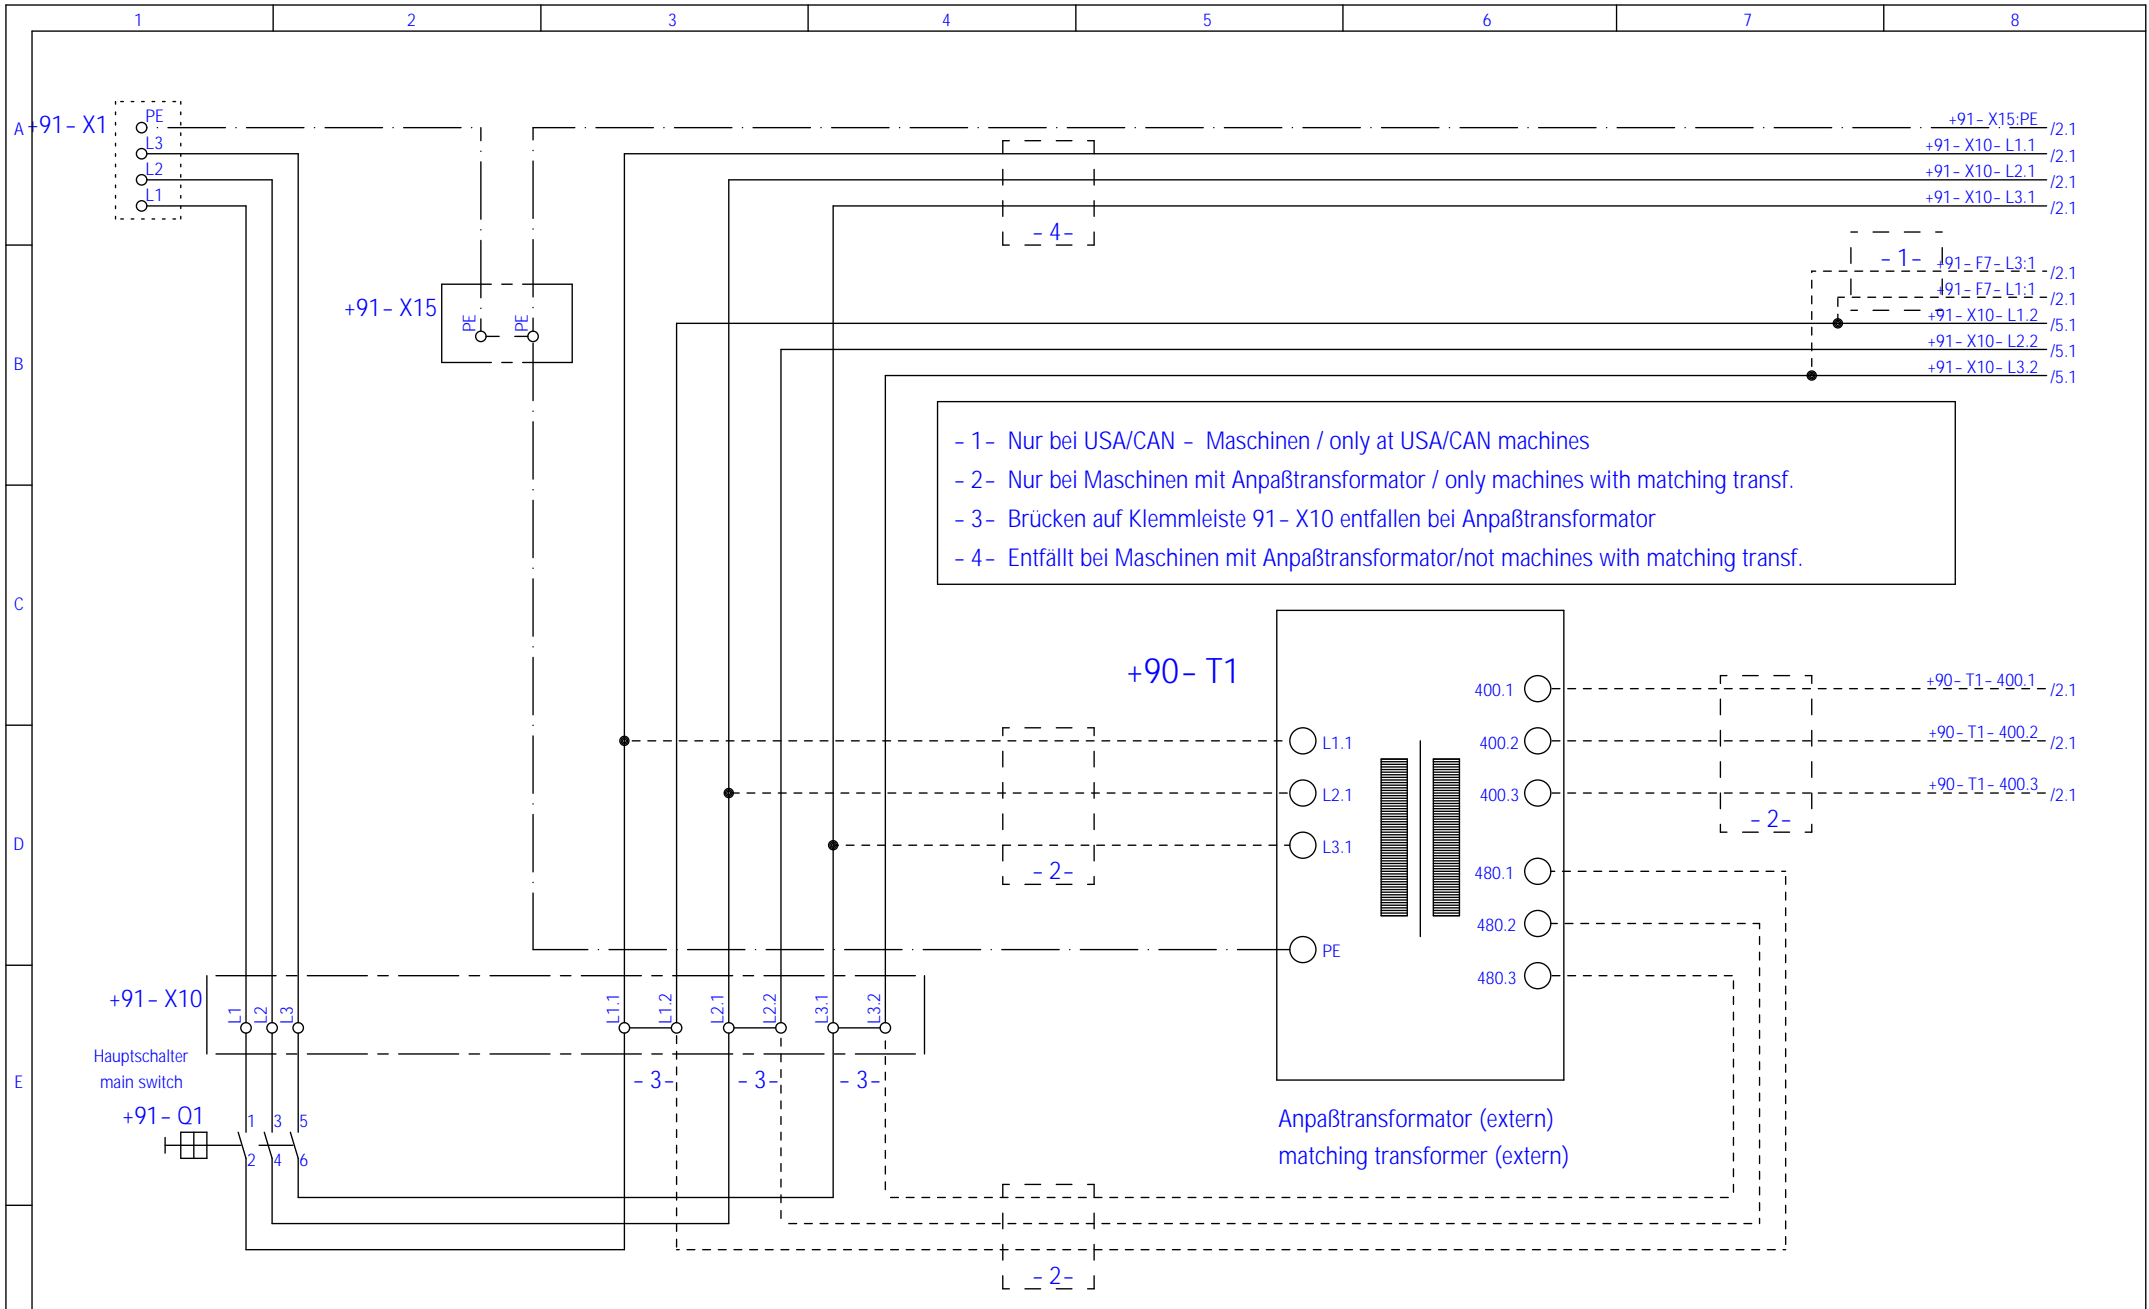 1 2 3 4 5 6 7 8
A
B
C
D
E
+91-X1
PE
L3
L2
L1
+91-X15:PE /2.1
+91-X10-L1.1 /2.1
+91-X10-L2.1 /2.1
+91-X10-L3.1 /2.1
-4-
-1-
+91-F7-L3:1 /2.1
+91-F7-L1:1 /2.1
+91-X10-L1.2 /5.1
+91-X10-L2.2 /5.1
+91-X10-L3.2 /5.1
+91-X15
PE PE
-1- Nur bei USA/CAN - Maschinen / only at USA/CAN machines
-2- Nur bei Maschinen mit Anpaßtransformator / only machines with matching transf.
-3- Brücken auf Klemmleiste 91-X10 entfallen bei Anpaßtransformator
-4- Entfällt bei Maschinen mit Anpaßtransformator/not machines with matching transf.
+90-T1
400.1
400.2
400.3
480.1
480.2
480.3
L1.1
L2.1
L3.1
PE
+90-T1-400.1 /2.1
+90-T1-400.2 /2.1
+90-T1-400.3 /2.1
-2-
-2-
+91-X10
L1 L2 L3 L1.1 L1.2 L2.1 L2.2 L3.1 L3.2
-3- -3- -3-
Hauptschalter
main switch
+91-Q1
1 3 5
2 4 6
Anpaßtransformator (extern)
matching transformer (extern)
-2-